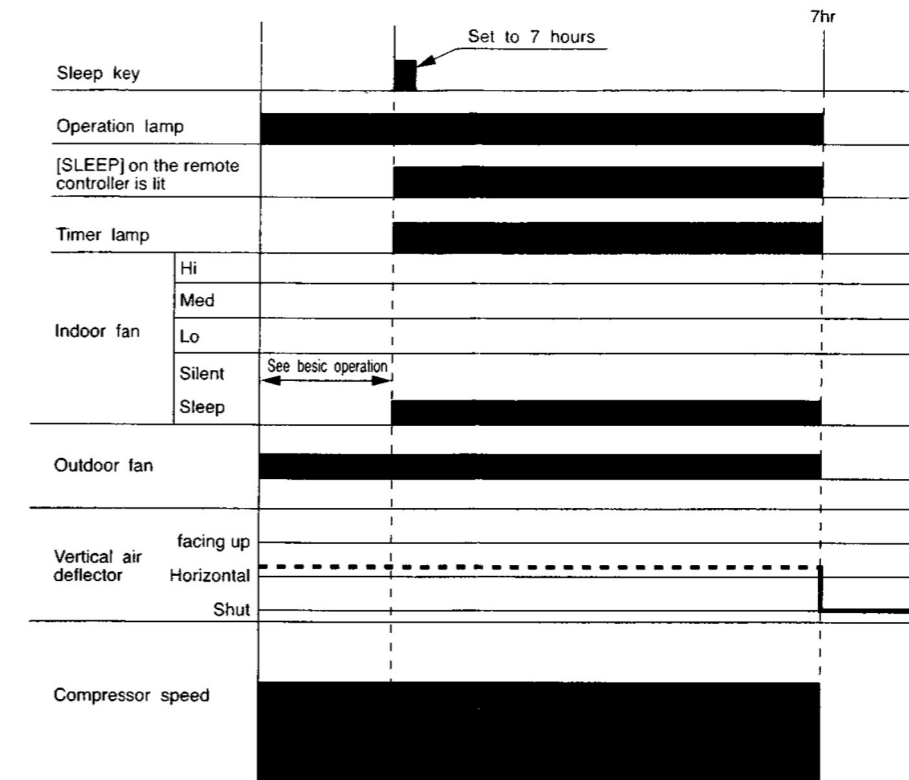 7hr
Set to 7 hours
Sleep key
Operation lamp
[SLEEP] on the remote
controller is lit
Timer lamp
Indoor fan
Hi
Med
Lo
Silent
See besic operation
Sleep
Outdoor fan
Vertical air
deflector
facing up
Horizontal
Shut
Compressor speed